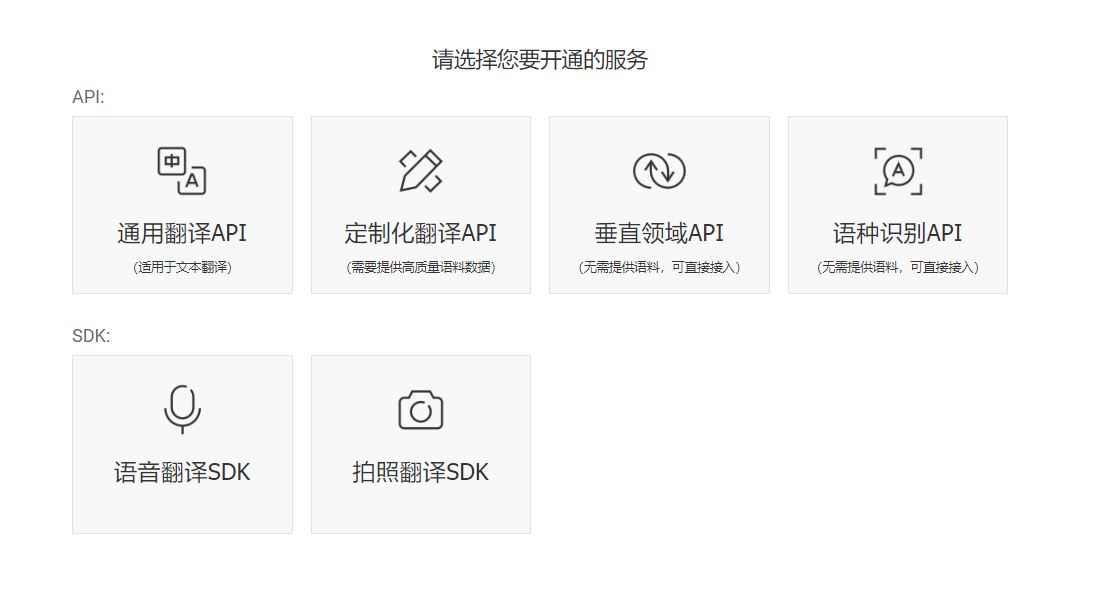 请选择您要开通的服务
API:
中
A
通用翻译API
(适用于文本翻译)
定制化翻译API
(需要提供高质量语料数据)
垂直领域API
(无需提供语料，可直接接入)
A
语种识别API
(无需提供语料，可直接接入)
SDK:
语音翻译SDK
拍照翻译SDK